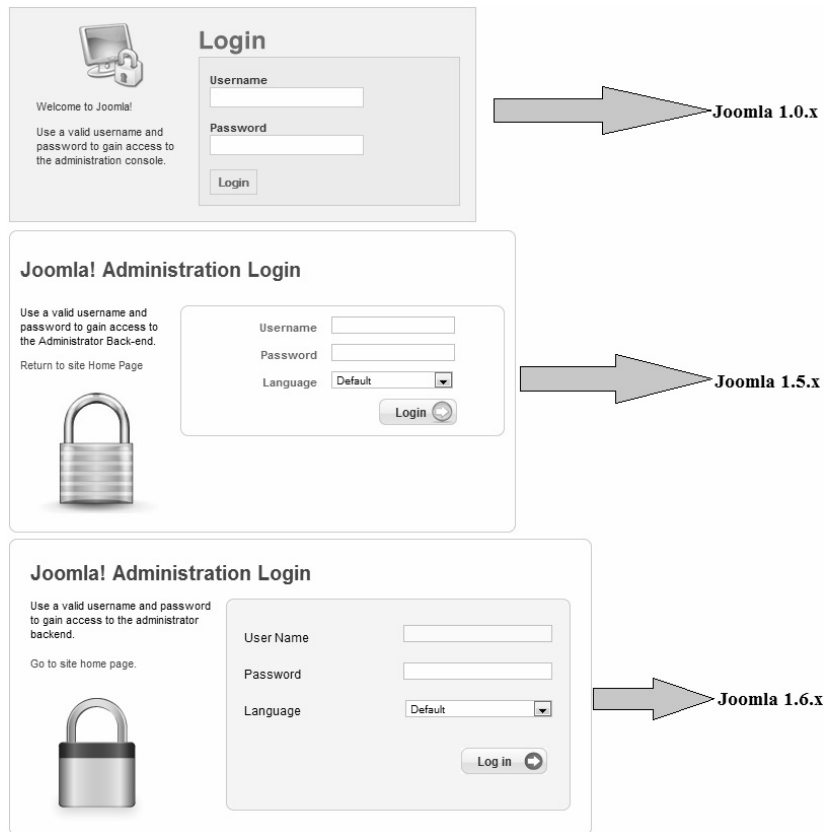 Login
Welcome to Joomla!
Use a valid username and
password to gain access to
the administration console.
Username
Password
Login
Joomla 1.0.x
Joomla! Administration Login
Use a valid username and
password to gain access to
the Administrator Back-end.
Return to site Home Page
Username
Password
Language Default
Login
Joomla 1.5.x
Joomla! Administration Login
Use a valid username and password
to gain access to the administrator
backend.
Go to site home page.
User Name
Password
Language Default
Log in
Joomla 1.6.x